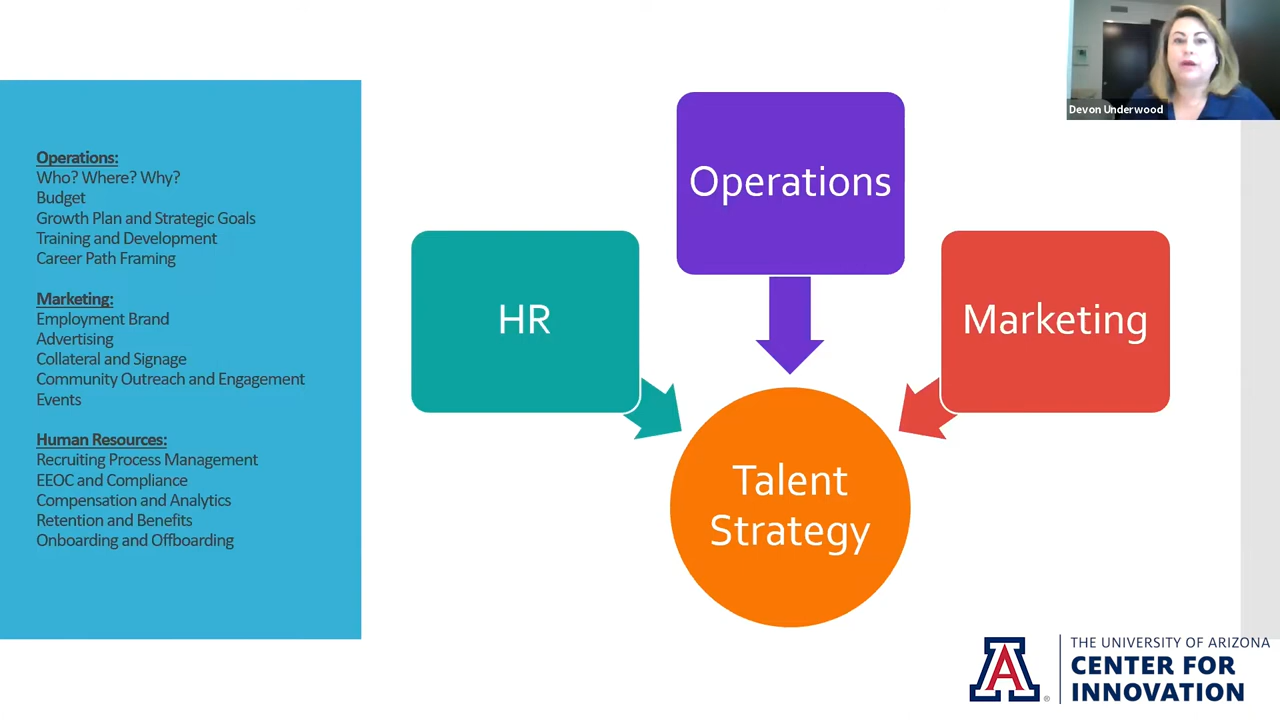 Devon Underwood
Operations:
Who? Where? Why?
Budget
Growth Plan and Strategic Goals
Training and Development
Career Path Framing
Marketing:
Employment Brand
Advertising
Collateral and Signage
Community Outreach and Engagement
Events
Human Resources:
Recruiting Process Management
EEOC and Compliance
Compensation and Analytics
Retention and Benefits
Onboarding and Offboarding
Operations
HR
Marketing
Talent
Strategy
A
®
THE UNIVERSITY OF ARIZONA
CENTER FOR
INNOVATION